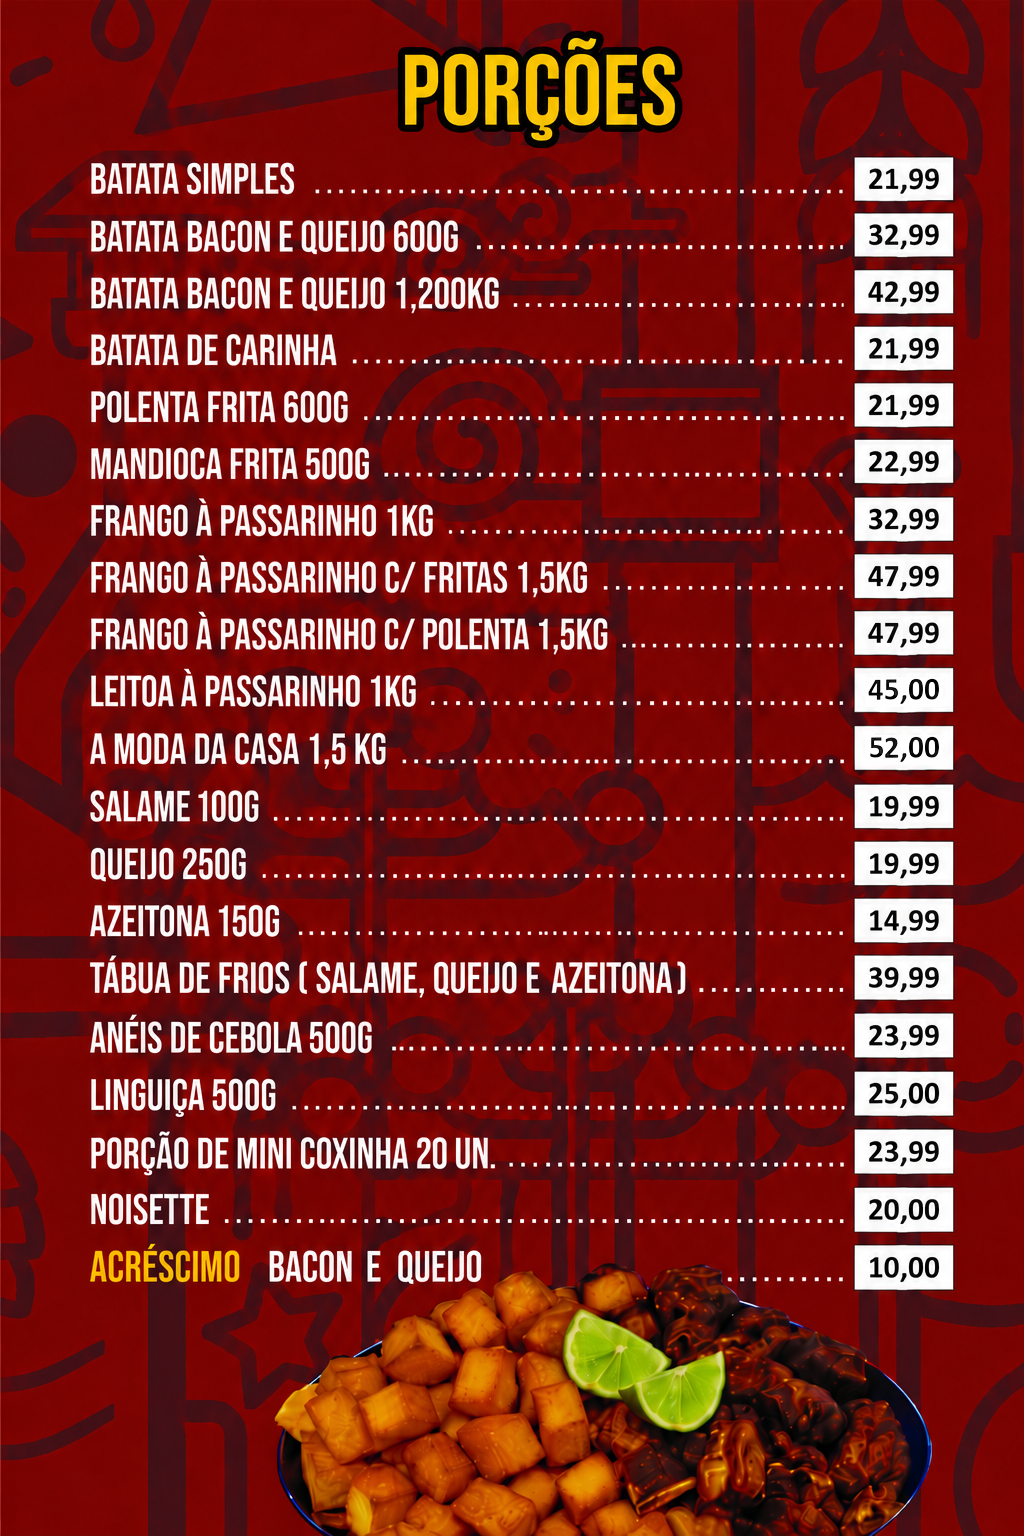 PORÇÕES
BATATA SIMPLES ........................................ 21,99
BATATA BACON E QUEIJO 600G ........................... 32,99
BATATA BACON E QUEIJO 1,200KG ........................ 42,99
BATATA DE CARINHA .................................... 21,99
POLENTA FRITA 600G ................................... 21,99
MANDIOCA FRITA 500G .................................. 22,99
FRANGO À PASSARINHO 1KG .............................. 32,99
FRANGO À PASSARINHO C/ FRITAS 1,5KG .................. 47,99
FRANGO À PASSARINHO C/ POLENTA 1,5KG ................. 47,99
LEITOA À PASSARINHO 1KG .............................. 45,00
A MODA DA CASA 1,5 KG ................................ 52,00
SALAME 100G .......................................... 19,99
QUEIJO 250G .......................................... 19,99
AZEITONA 150G ........................................ 14,99
TÁBUA DE FRIOS ( SALAME, QUEIJO E AZEITONA ) ............. 39,99
ANÉIS DE CEBOLA 500G ................................. 23,99
LINGUIÇA 500G ........................................ 25,00
PORÇÃO DE MINI COXINHA 20 UN. ........................ 23,99
NOISETTE ............................................. 20,00
ACRÉSCIMO BACON E QUEIJO .......... 10,00